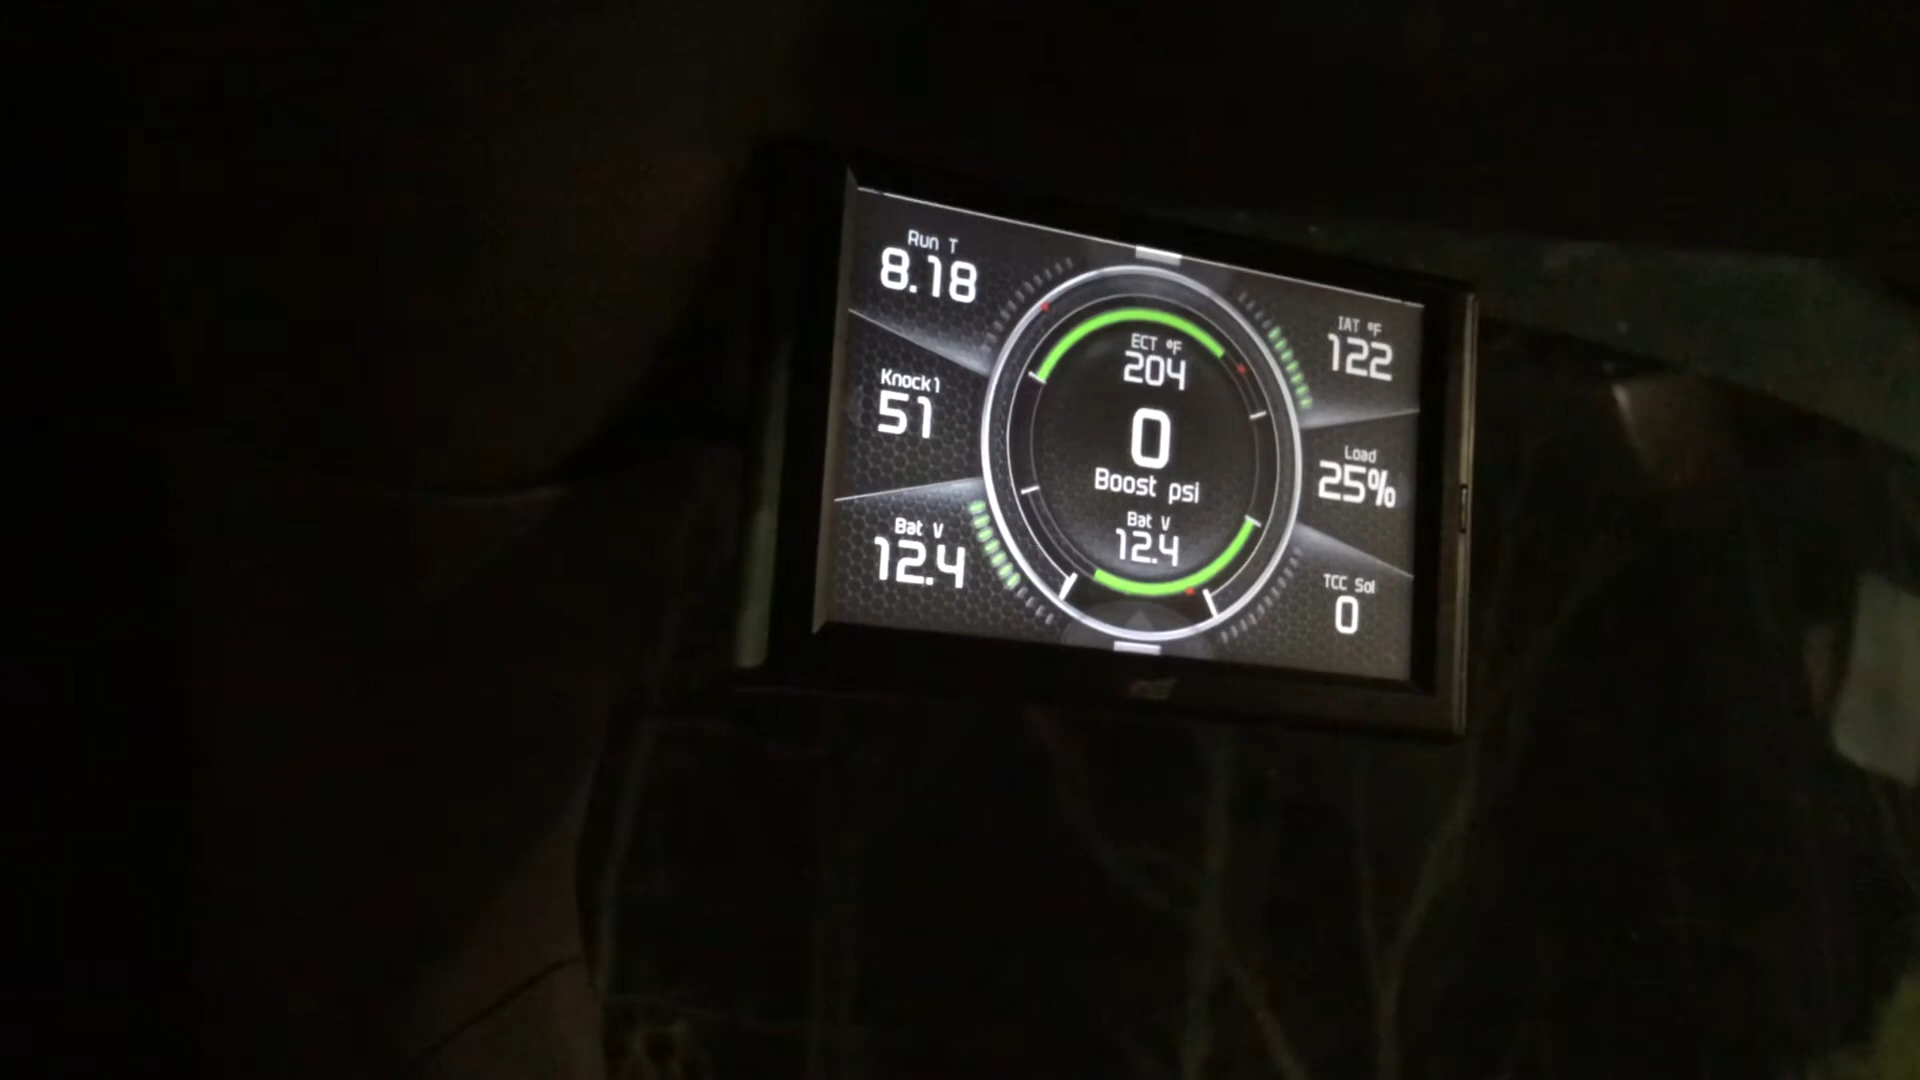 Run T
8.18
Knock1
51
Bat V
12.4
ECT °F
204
0
Boost psi
Bat V
12.4
IAT °F
122
Load
25%
TCC Sol
0